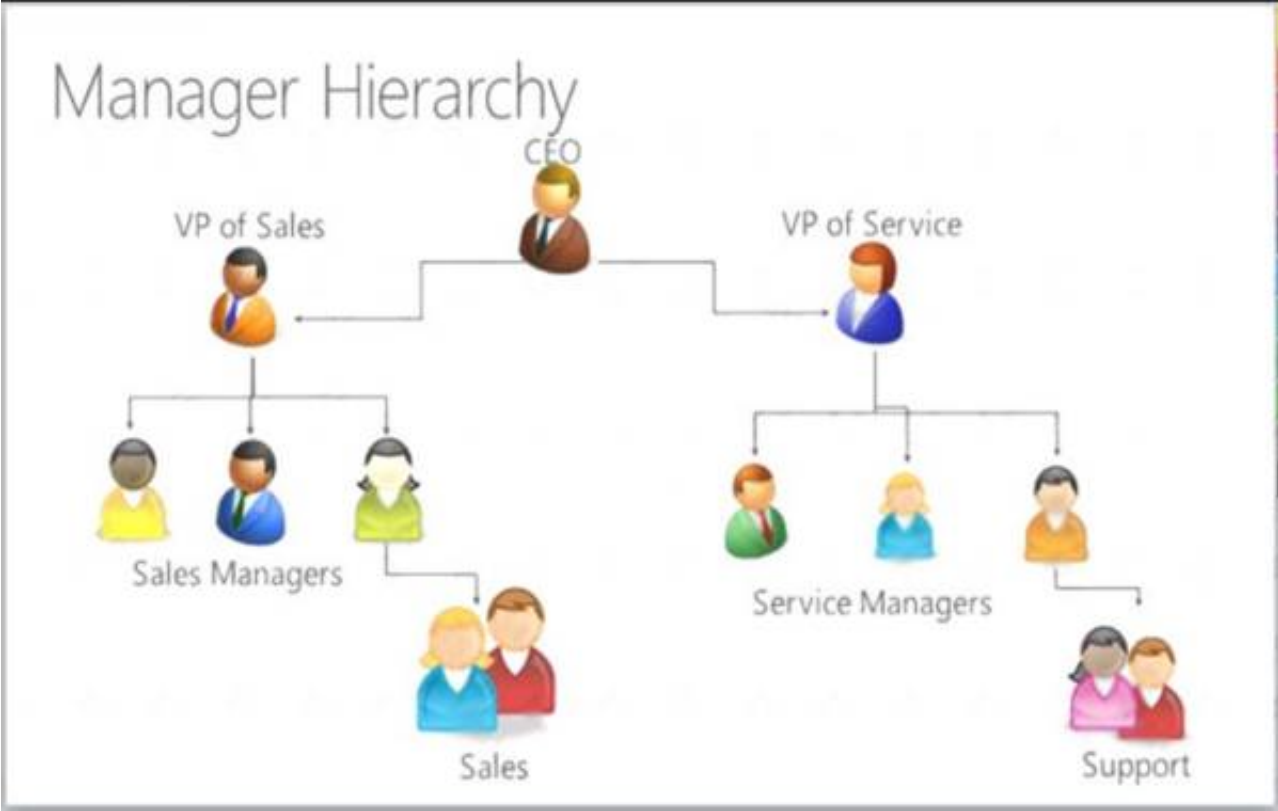 Manager Hierarchy
CEO
VP of Sales
VP of Service
Sales Managers
Service Managers
Sales
Support